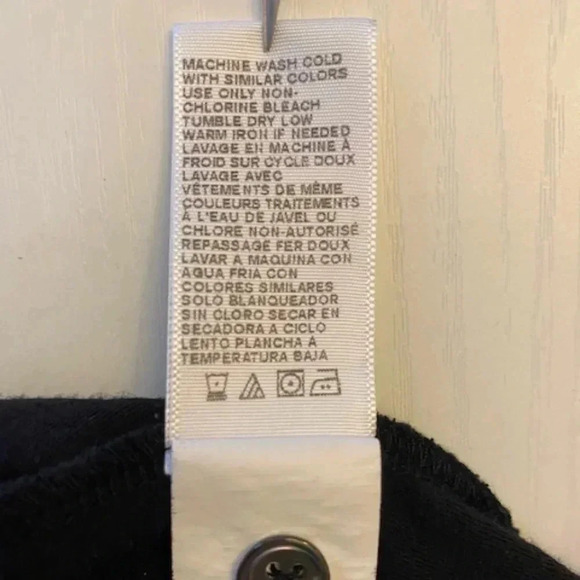 MACHINE WASH COLD
WITH SIMILAR COLORS
USE ONLY NON-
CHLORINE BLEACH
TUMBLE DRY LOW
WARM IRON IF NEEDED
LAVAGE EN MACHINE À
FROID SUR CYCLE DOUX
LAVAGE AVEC
VÊTEMENTS DE MÊME
COULEURS TRAITEMENTS
À L'EAU DE JAVEL OU
CHLORE NON-AUTORISÉ
REPASSAGE FER DOUX
LAVAR A MAQUINA CON
AGUA FRIA CON
COLORES SIMILARES
SOLO BLANQUEADOR
SIN CLORO SECAR EN
SECADORA A CICLO
LENTO PLANCHA A
TEMPERATURA BAJA